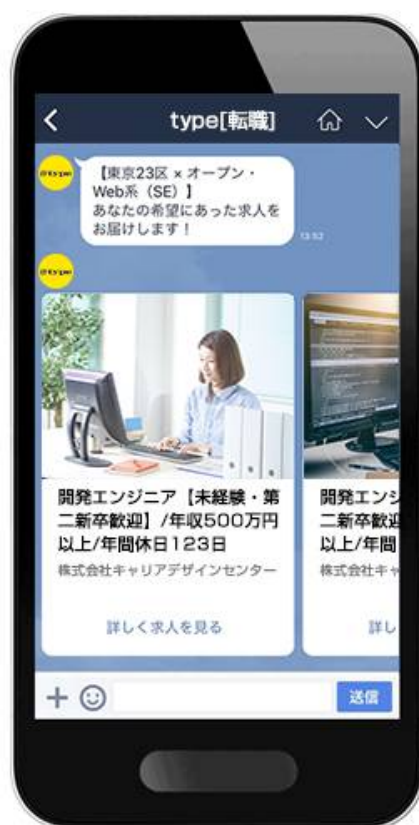 type[転職]
@type
【東京23区 × オープン・
Web系(SE)】
あなたの希望にあった求人を
お届けします!
13:52
@type
開発エンジニア【未経験・第
二新卒歓迎】/年収500万円
以上/年間休日123日
株式会社キャリアデザインセンター
詳しく求人を見る
開発エンジ
二新卒歓迎
以上/年間
株式会社キャ
詳し
送信